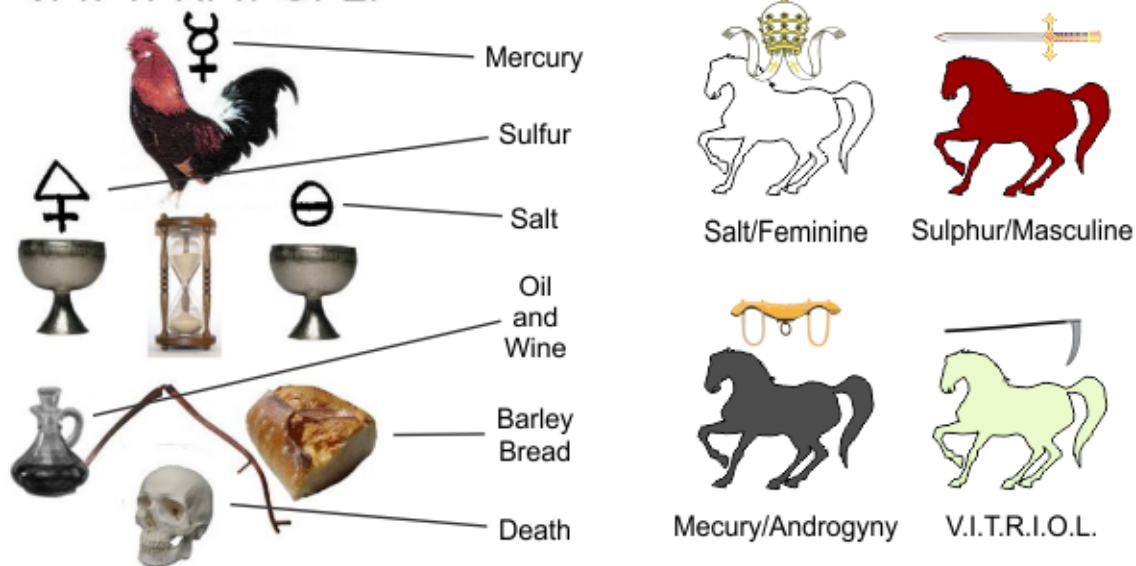 Mercury
Sulfur
Salt
Oil
and
Wine
Barley
Bread
Death
Salt/Feminine
Sulphur/Masculine
Mecury/Androgyny
V.I.T.R.I.O.L.